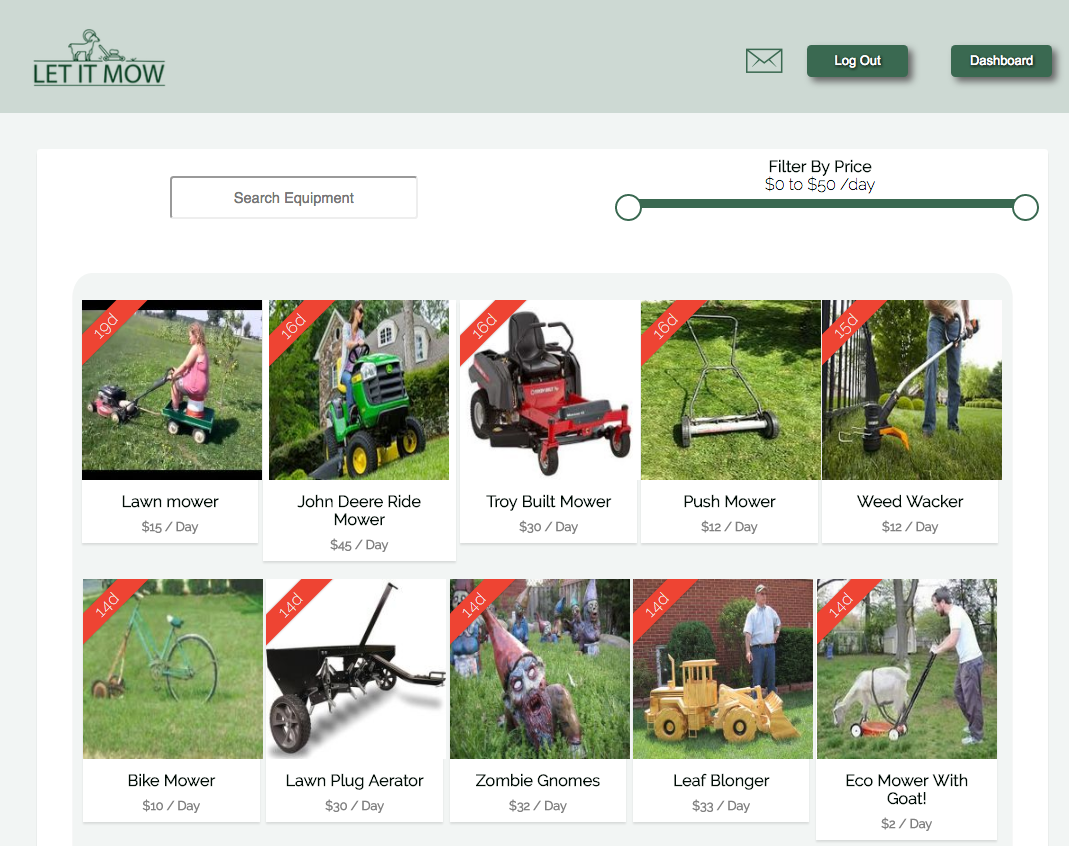 LET IT MOW
Log Out
Dashboard
Search Equipment
Filter By Price
$0 to $50 /day
19d
16d
16d
16d
15d
Lawn mower
$15 / Day
John Deere Ride
Mower
$45 / Day
Troy Built Mower
$30 / Day
Push Mower
$12 / Day
Weed Wacker
$12 / Day
14d
14d
14d
14d
14d
Bike Mower
$10 / Day
Lawn Plug Aerator
$30 / Day
Zombie Gnomes
$32 / Day
Leaf Blonger
$33 / Day
Eco Mower With
Goat!
$2 / Day